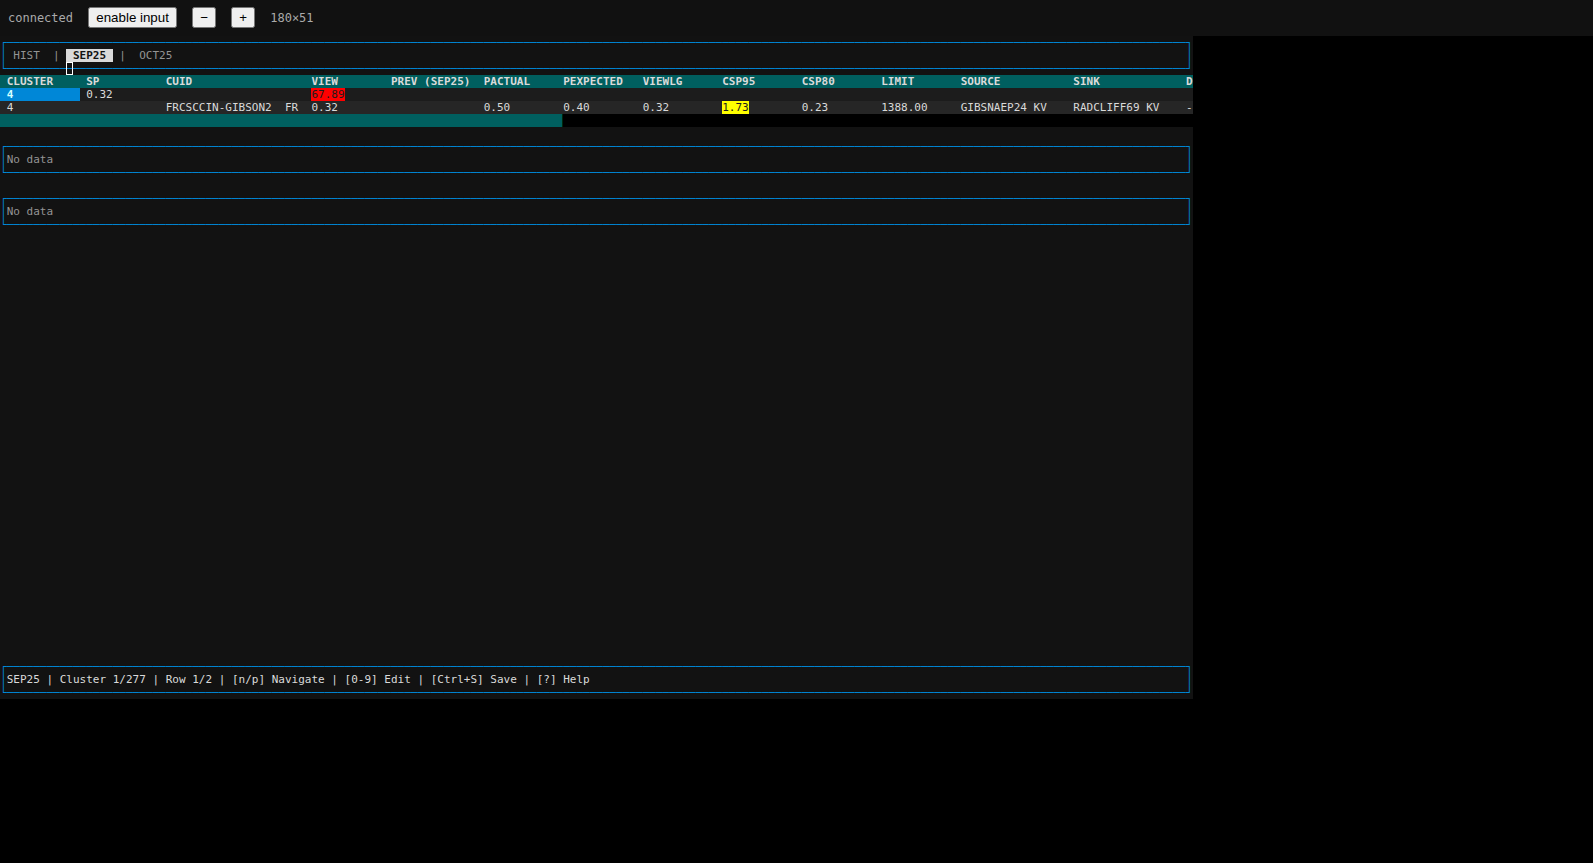 connected enable input − + 180×51
HIST | SEP25 | OCT25
CLUSTER SP CUID VIEW PREV (SEP25) PACTUAL PEXPECTED VIEWLG CSP95 CSP80 LIMIT SOURCE SINK D
4 0.32 67.89
4 FRCSCCIN-GIBSON2 FR 0.32 0.50 0.40 0.32 1.73 0.23 1388.00 GIBSNAEP24 KV RADCLIFF69 KV -
No data
No data
SEP25 | Cluster 1/277 | Row 1/2 | [n/p] Navigate | [0-9] Edit | [Ctrl+S] Save | [?] Help